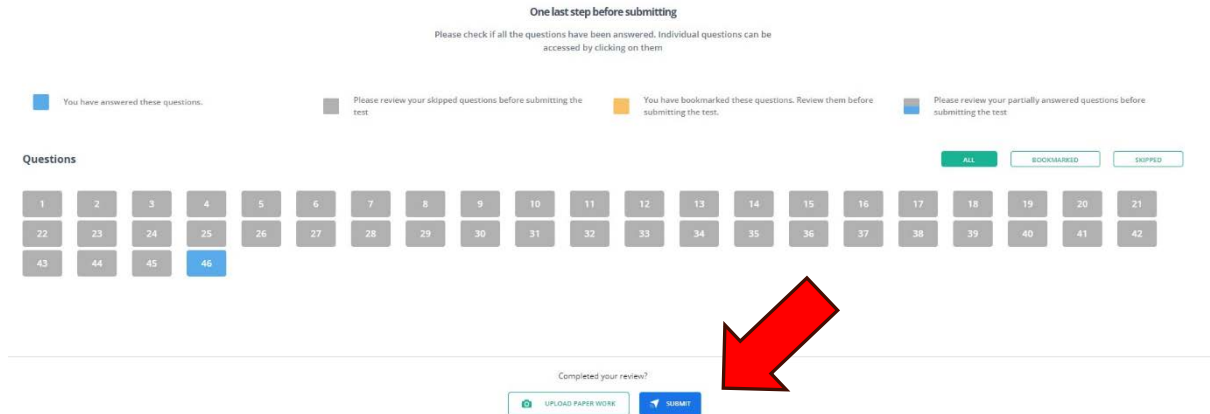 One last step before submitting
Please check if all the questions have been answered. Individual questions can be
accessed by clicking on them
You have answered these questions.
Please review your skipped questions before submitting the
test
You have bookmarked these questions. Review them before
submitting the test.
Please review your partially answered questions before
submitting the test
Questions
ALL BOOKMARKED SKIPPED
1 2 3 4 5 6 7 8 9 10 11 12 13 14 15 16 17 18 19 20 21
22 23 24 25 26 27 28 29 30 31 32 33 34 35 36 37 38 39 40 41 42
43 44 45 46
Completed your review?
UPLOAD PAPER WORK SUBMIT